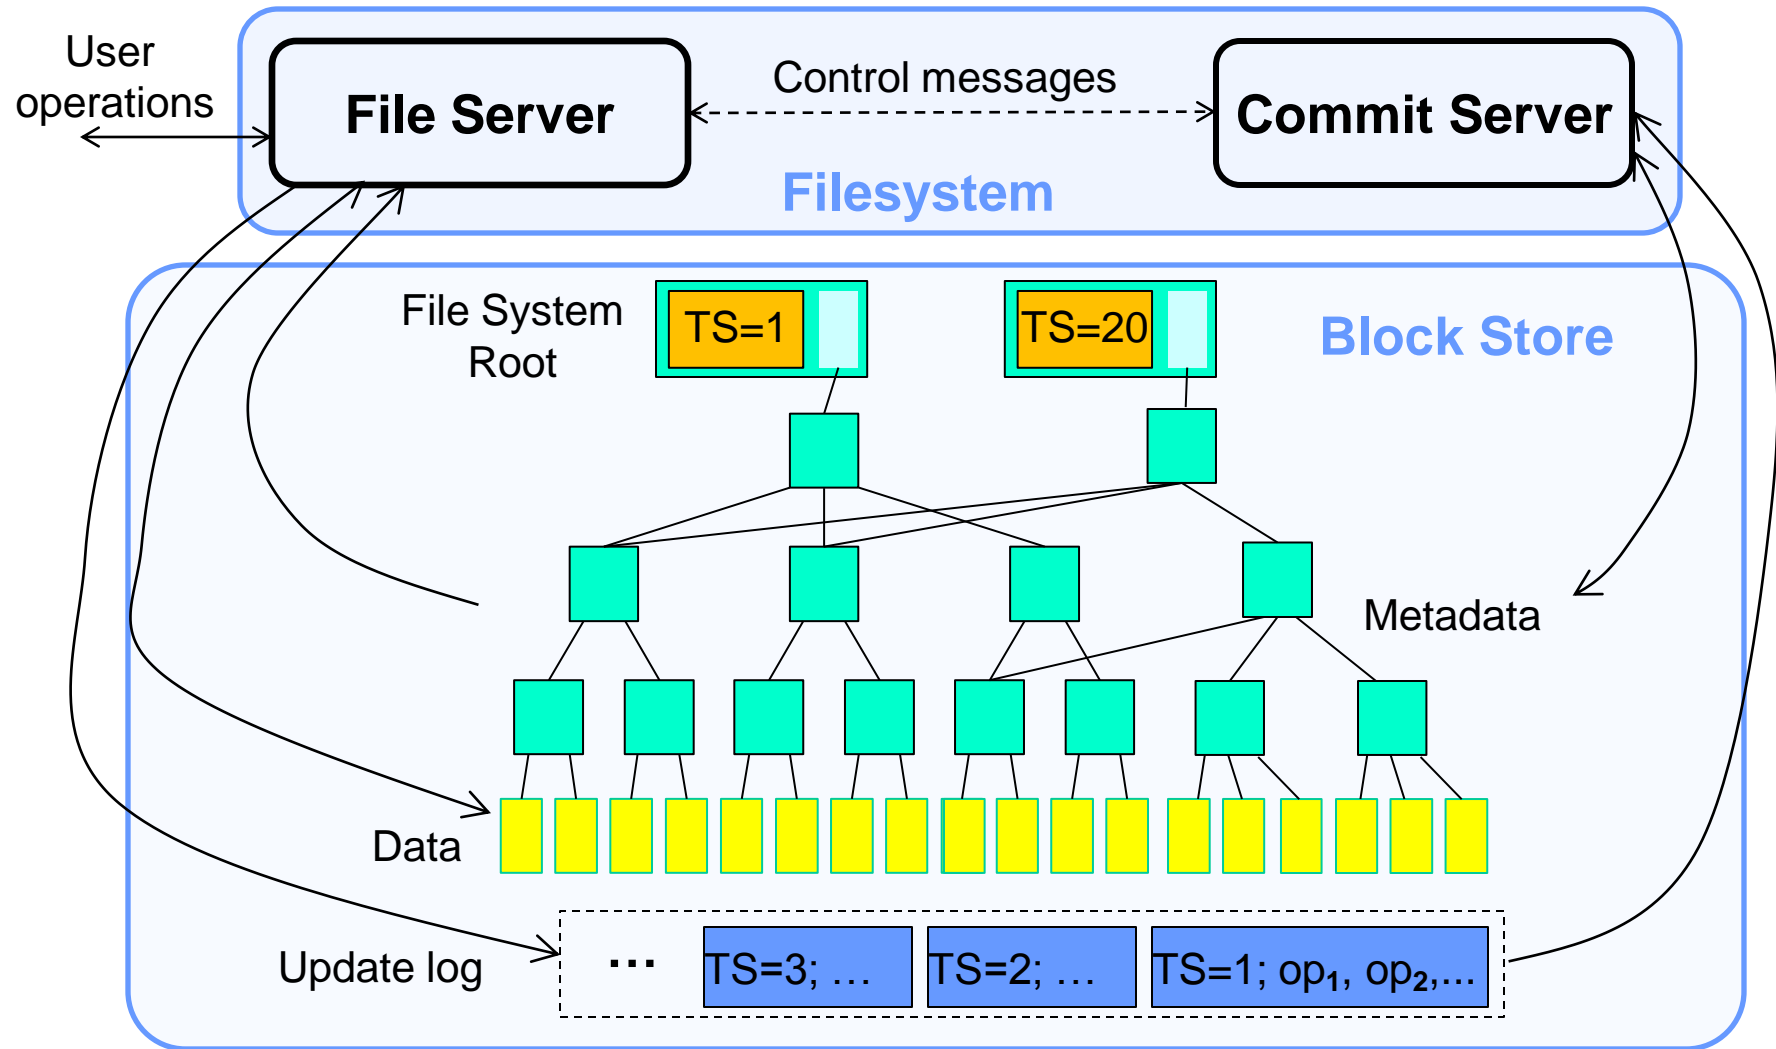 User
operations
File Server
Control messages
Commit Server
Filesystem
File System
Root
TS=1
TS=20
Block Store
Metadata
Data
Update log
...
TS=3; …
TS=2; …
TS=1; op₁, op₂,...